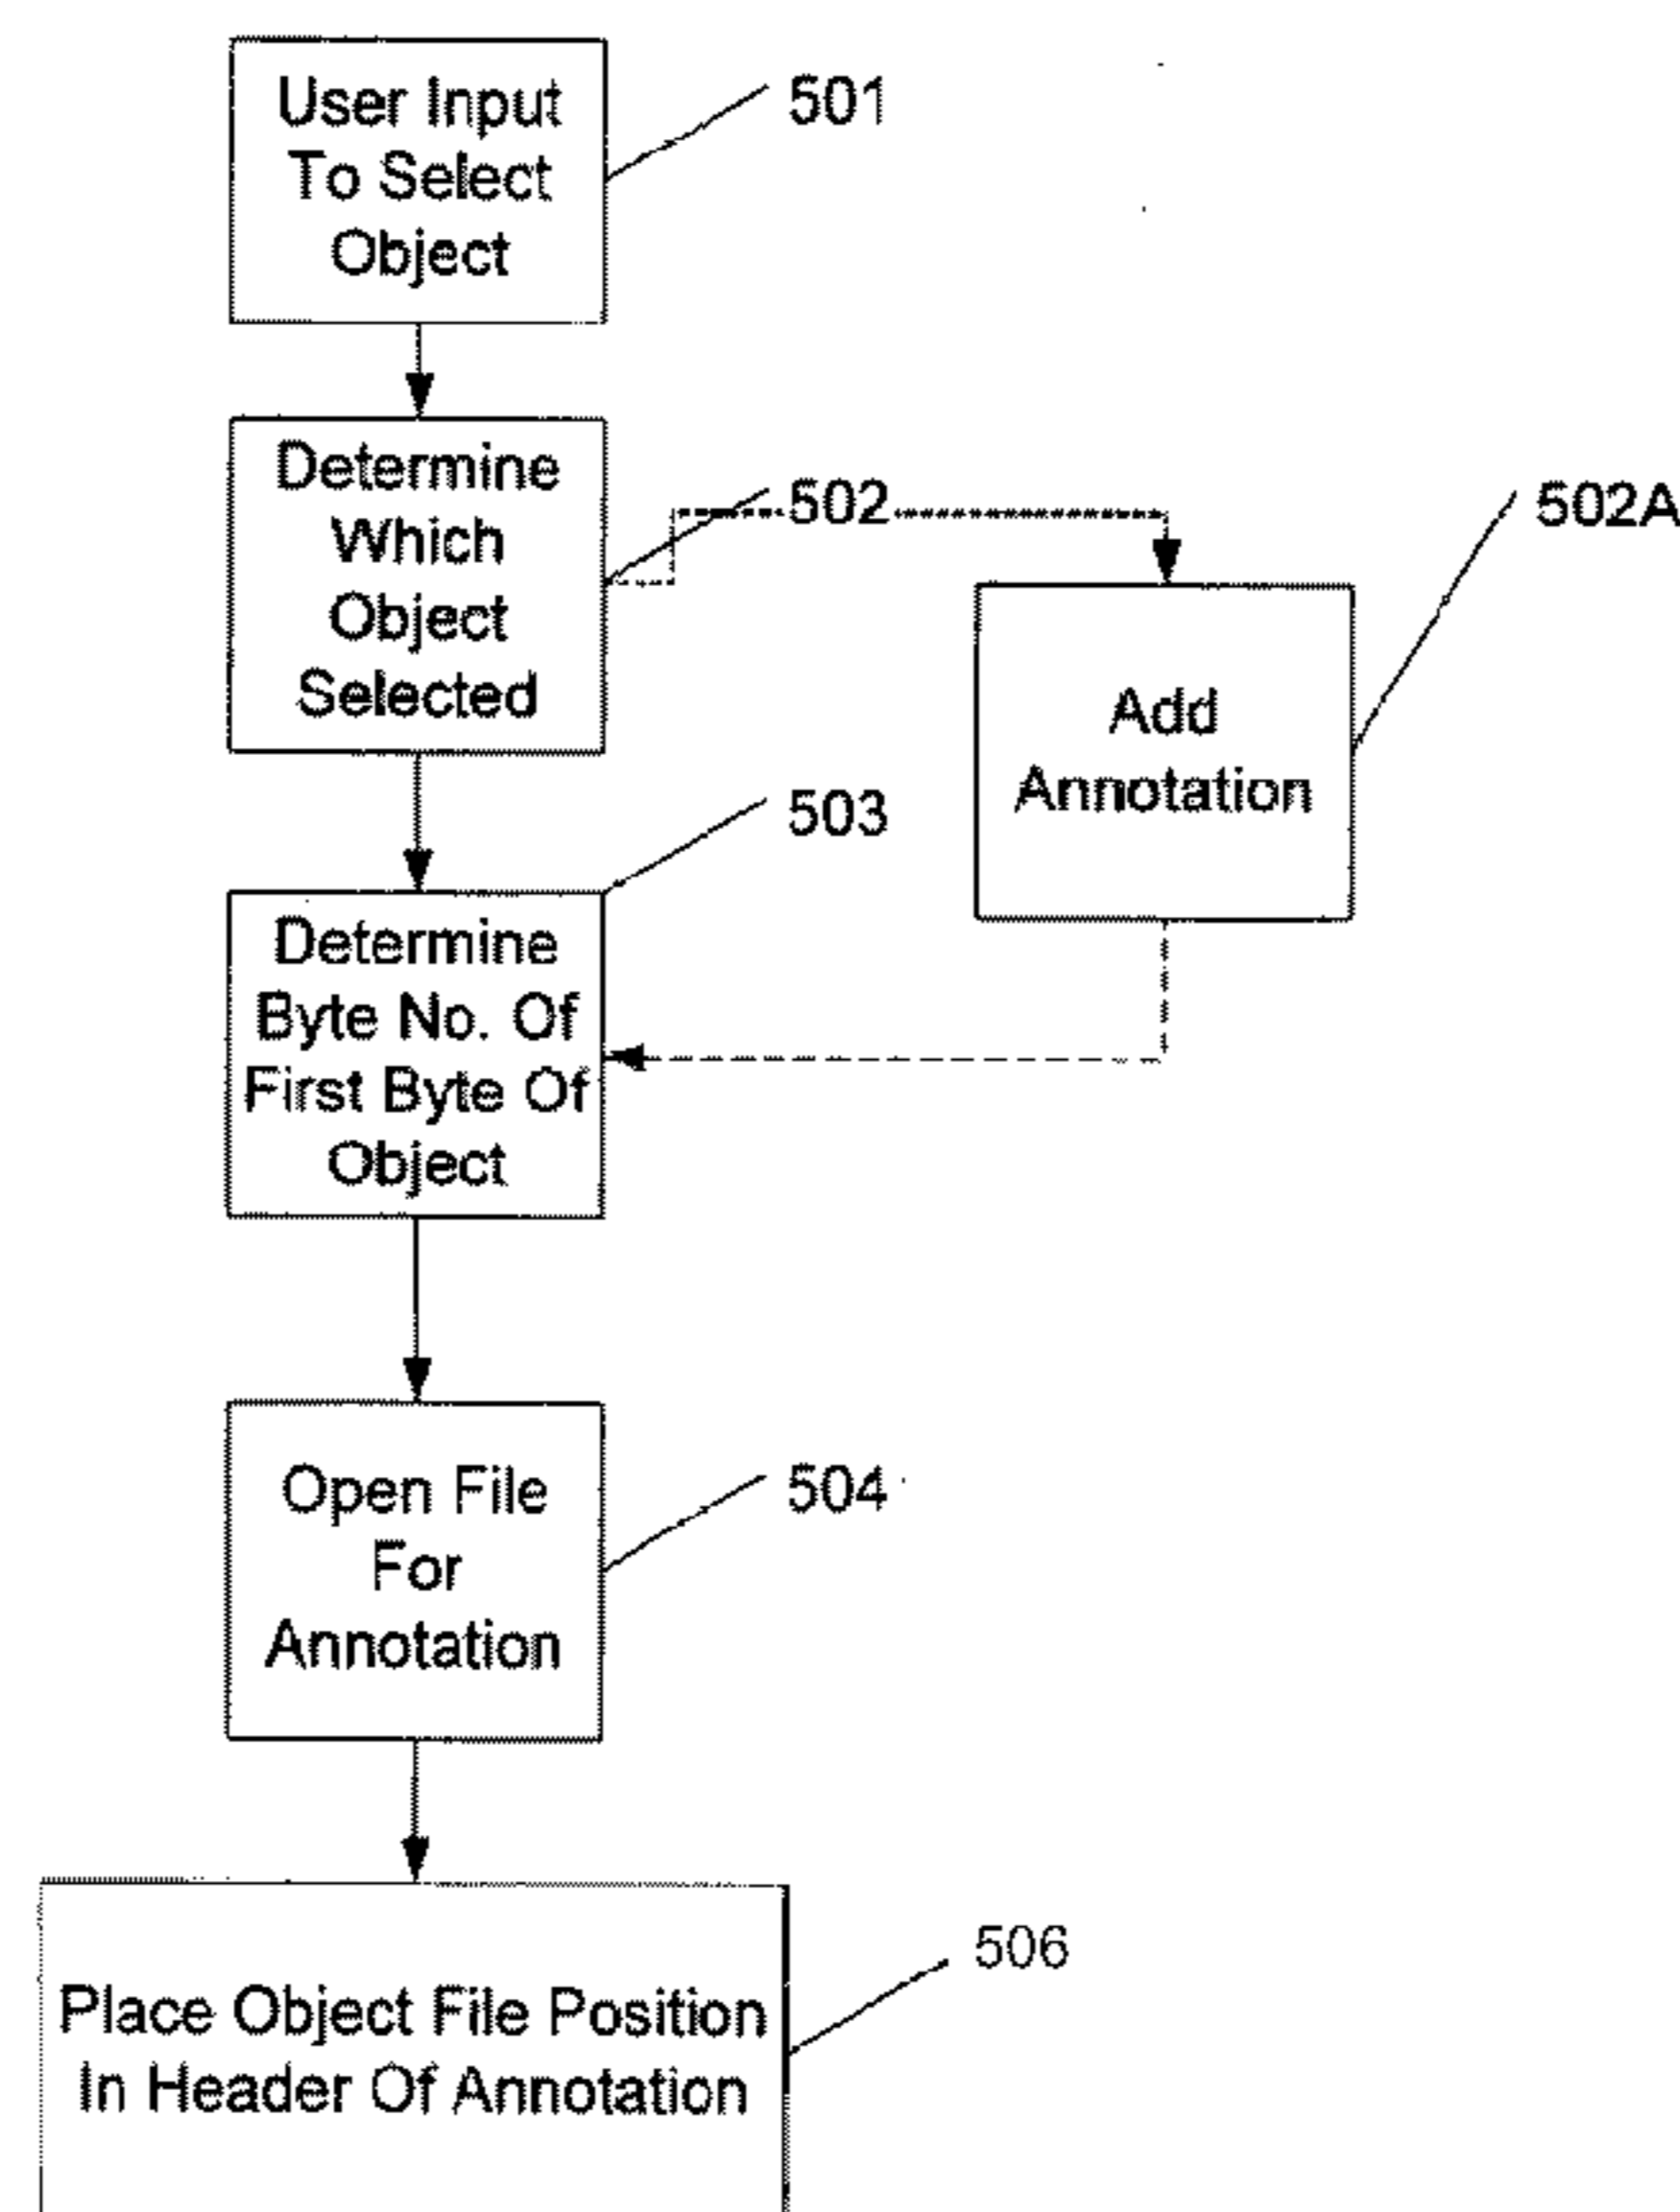 User Input
To Select
Object
501
Determine
Which
Object
Selected
502
502A
Add
Annotation
503
Determine
Byte No. Of
First Byte Of
Object
Open File
For
Annotation
504
506
Place Object File Position
In Header Of Annotation